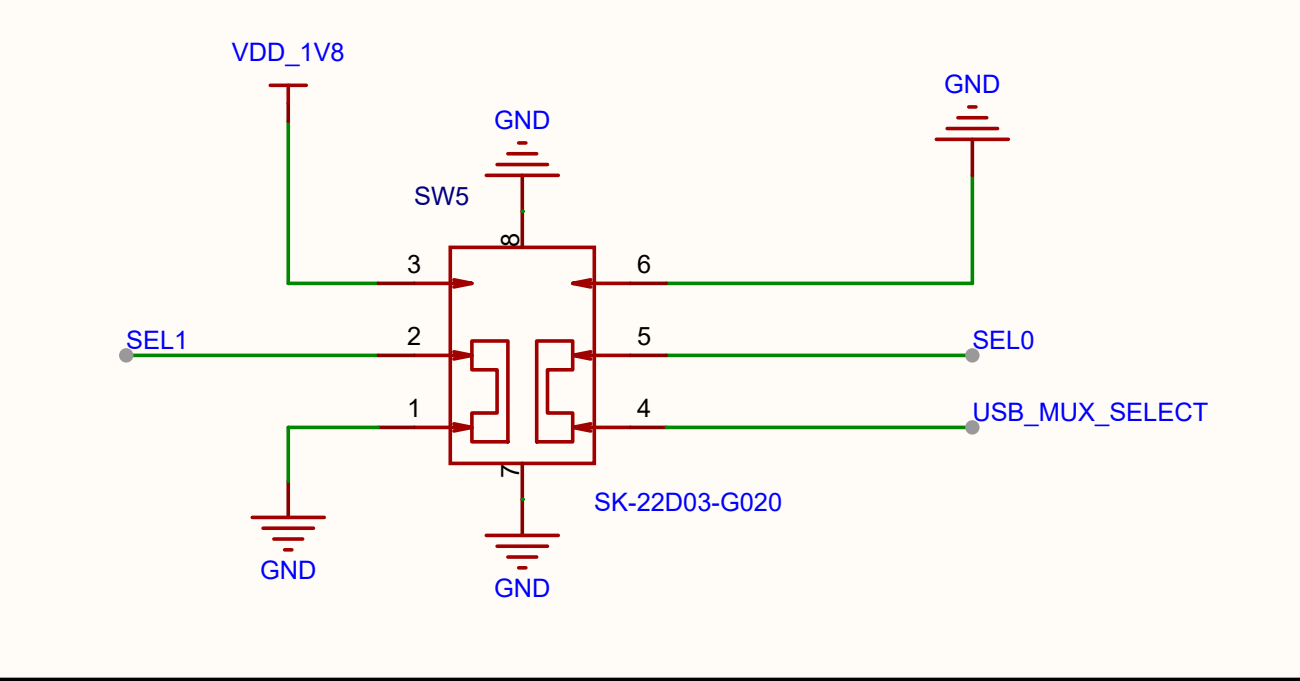 VDD_1V8
GND
GND
SW5
8
3
6
SEL1
2
5
SEL0
1
4
USB_MUX_SELECT
7
SK-22D03-G020
GND
GND